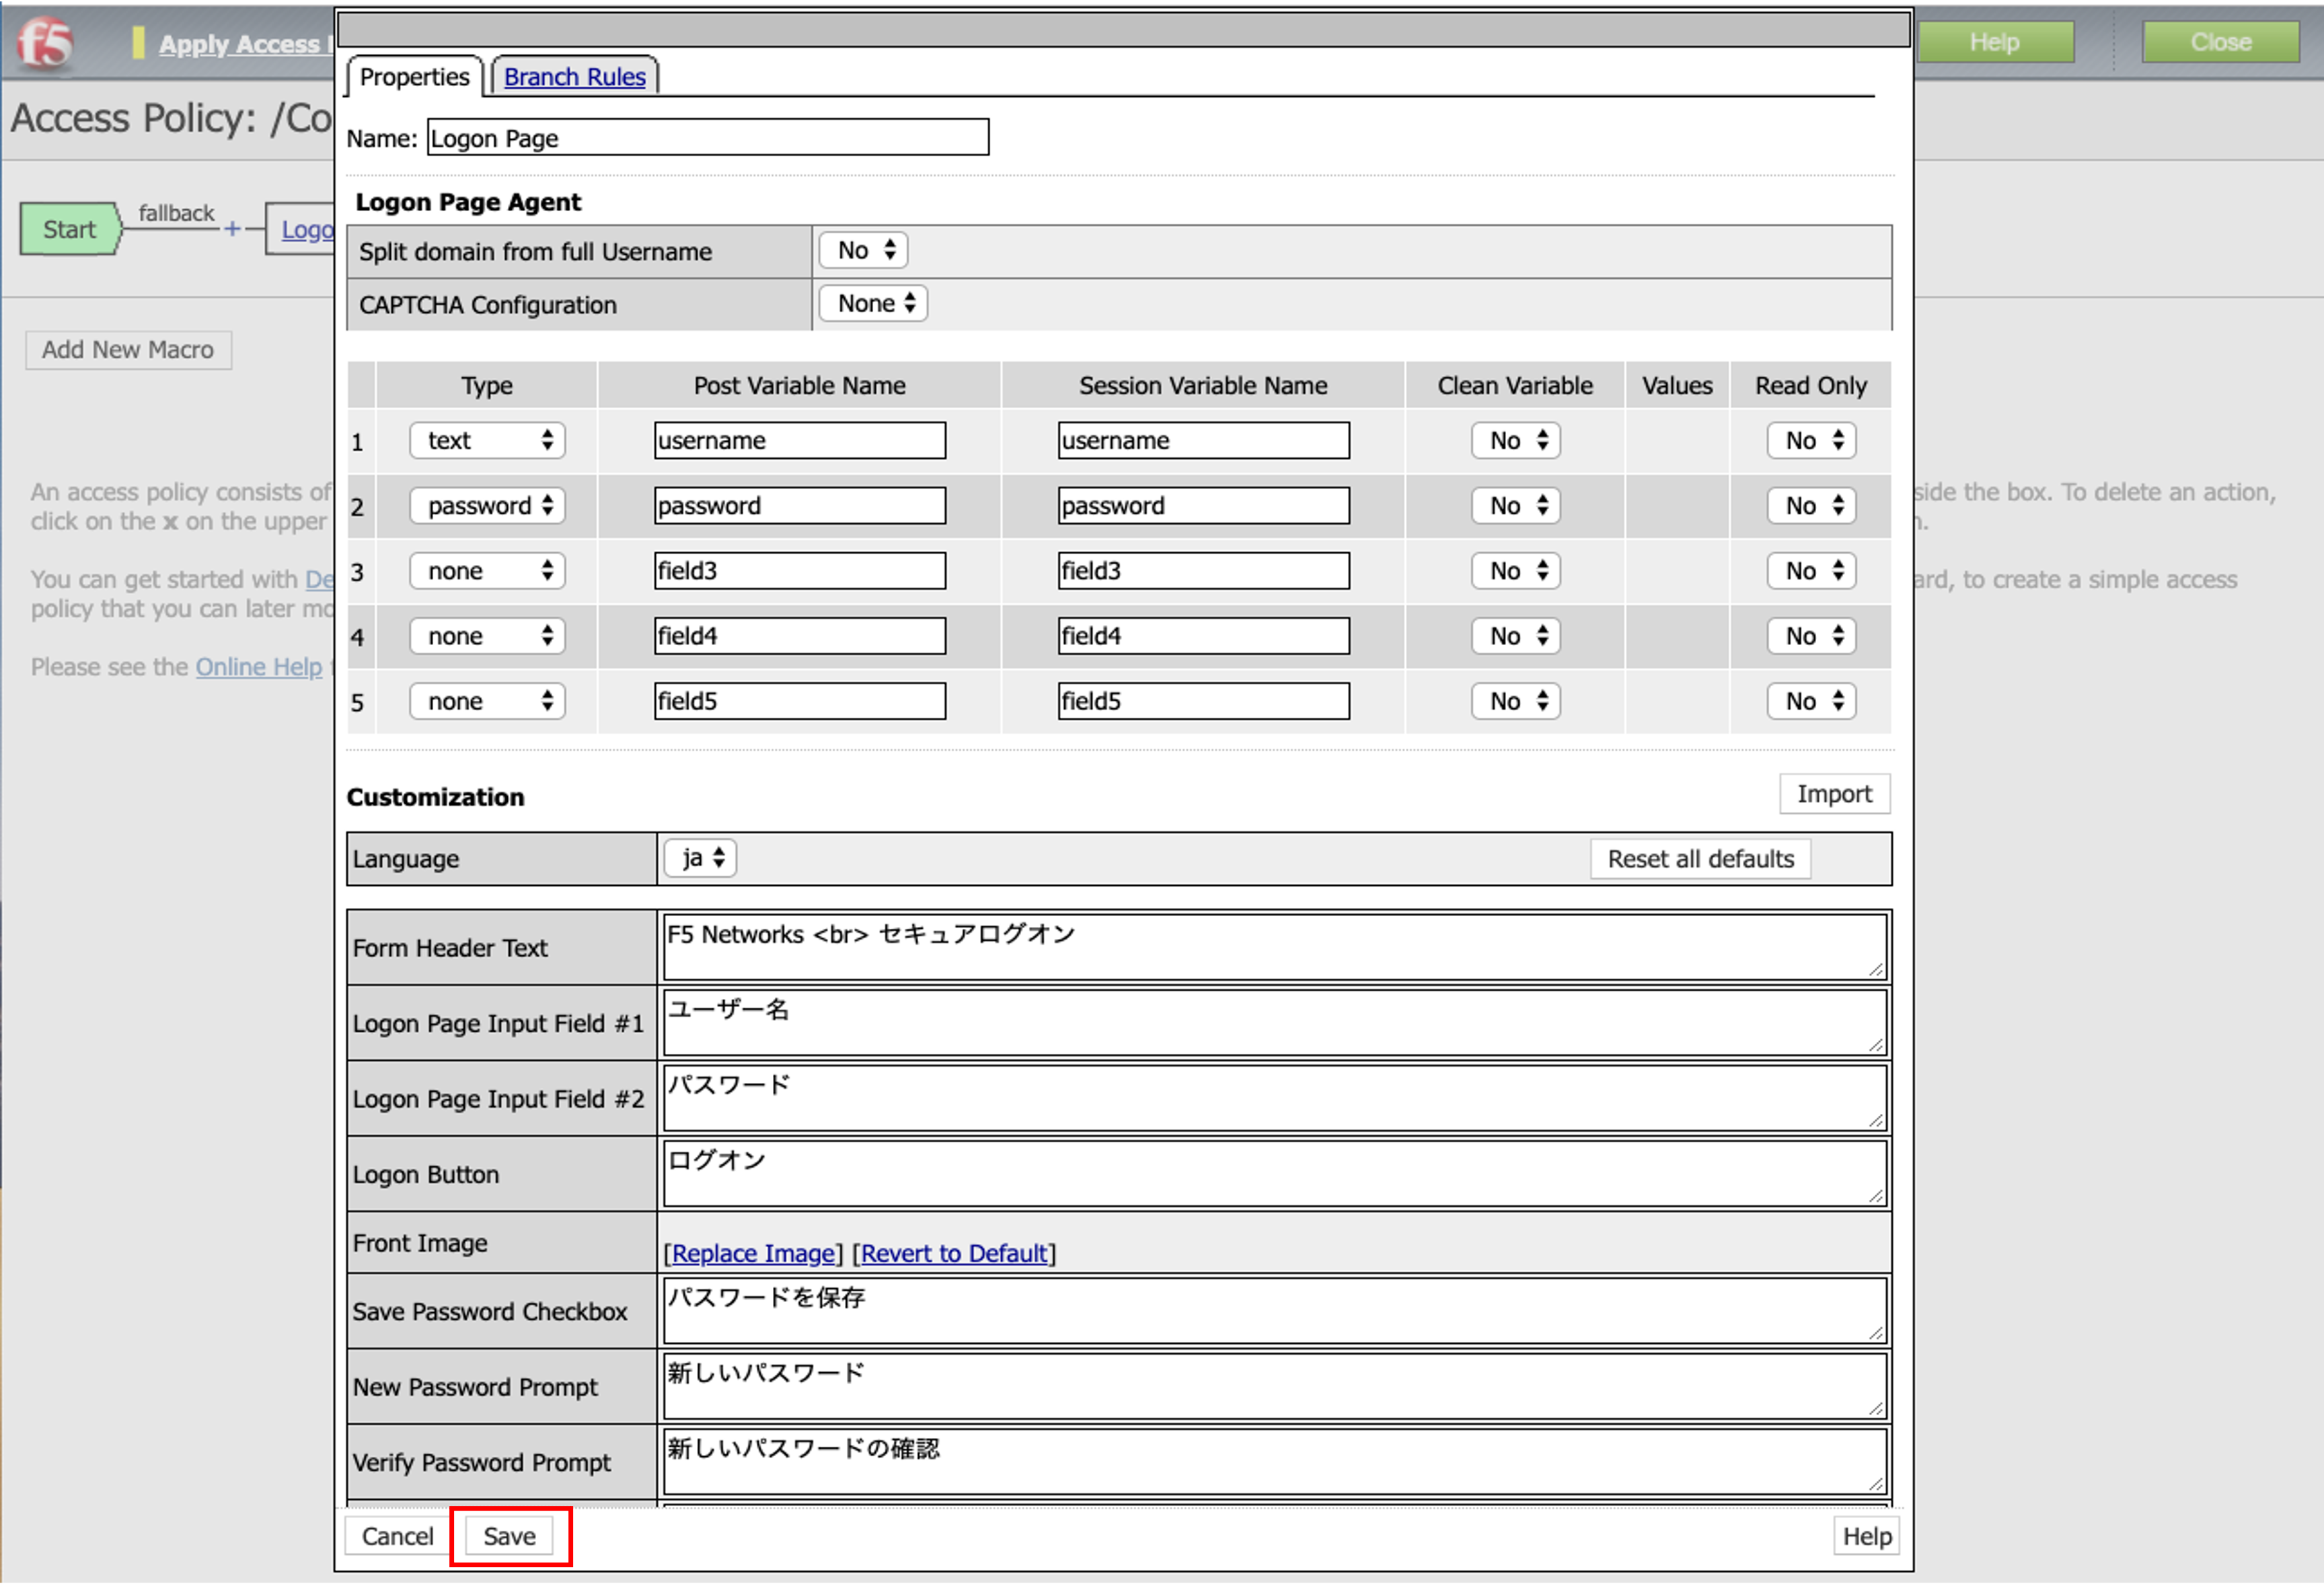 f5
Apply Access
Help
Close
Access Policy: /Co
Start
fallback
+
Logo
Add New Macro
An access policy consists of
click on the x on the upper
side the box. To delete an action,
n.
You can get started with De
policy that you can later mo
ard, to create a simple access
Please see the Online Help
Properties
Branch Rules
Name: Logon Page
Logon Page Agent
Split domain from full Username No
CAPTCHA Configuration None
Type Post Variable Name Session Variable Name Clean Variable Values Read Only
1 text username username No No
2 password password password No No
3 none field3 field3 No No
4 none field4 field4 No No
5 none field5 field5 No No
Customization
Import
Language ja Reset all defaults
Form Header Text F5 Networks <br> セキュアログオン
Logon Page Input Field #1 ユーザー名
Logon Page Input Field #2 パスワード
Logon Button ログオン
Front Image [Replace Image] [Revert to Default]
Save Password Checkbox パスワードを保存
New Password Prompt 新しいパスワード
Verify Password Prompt 新しいパスワードの確認
Cancel Save Help